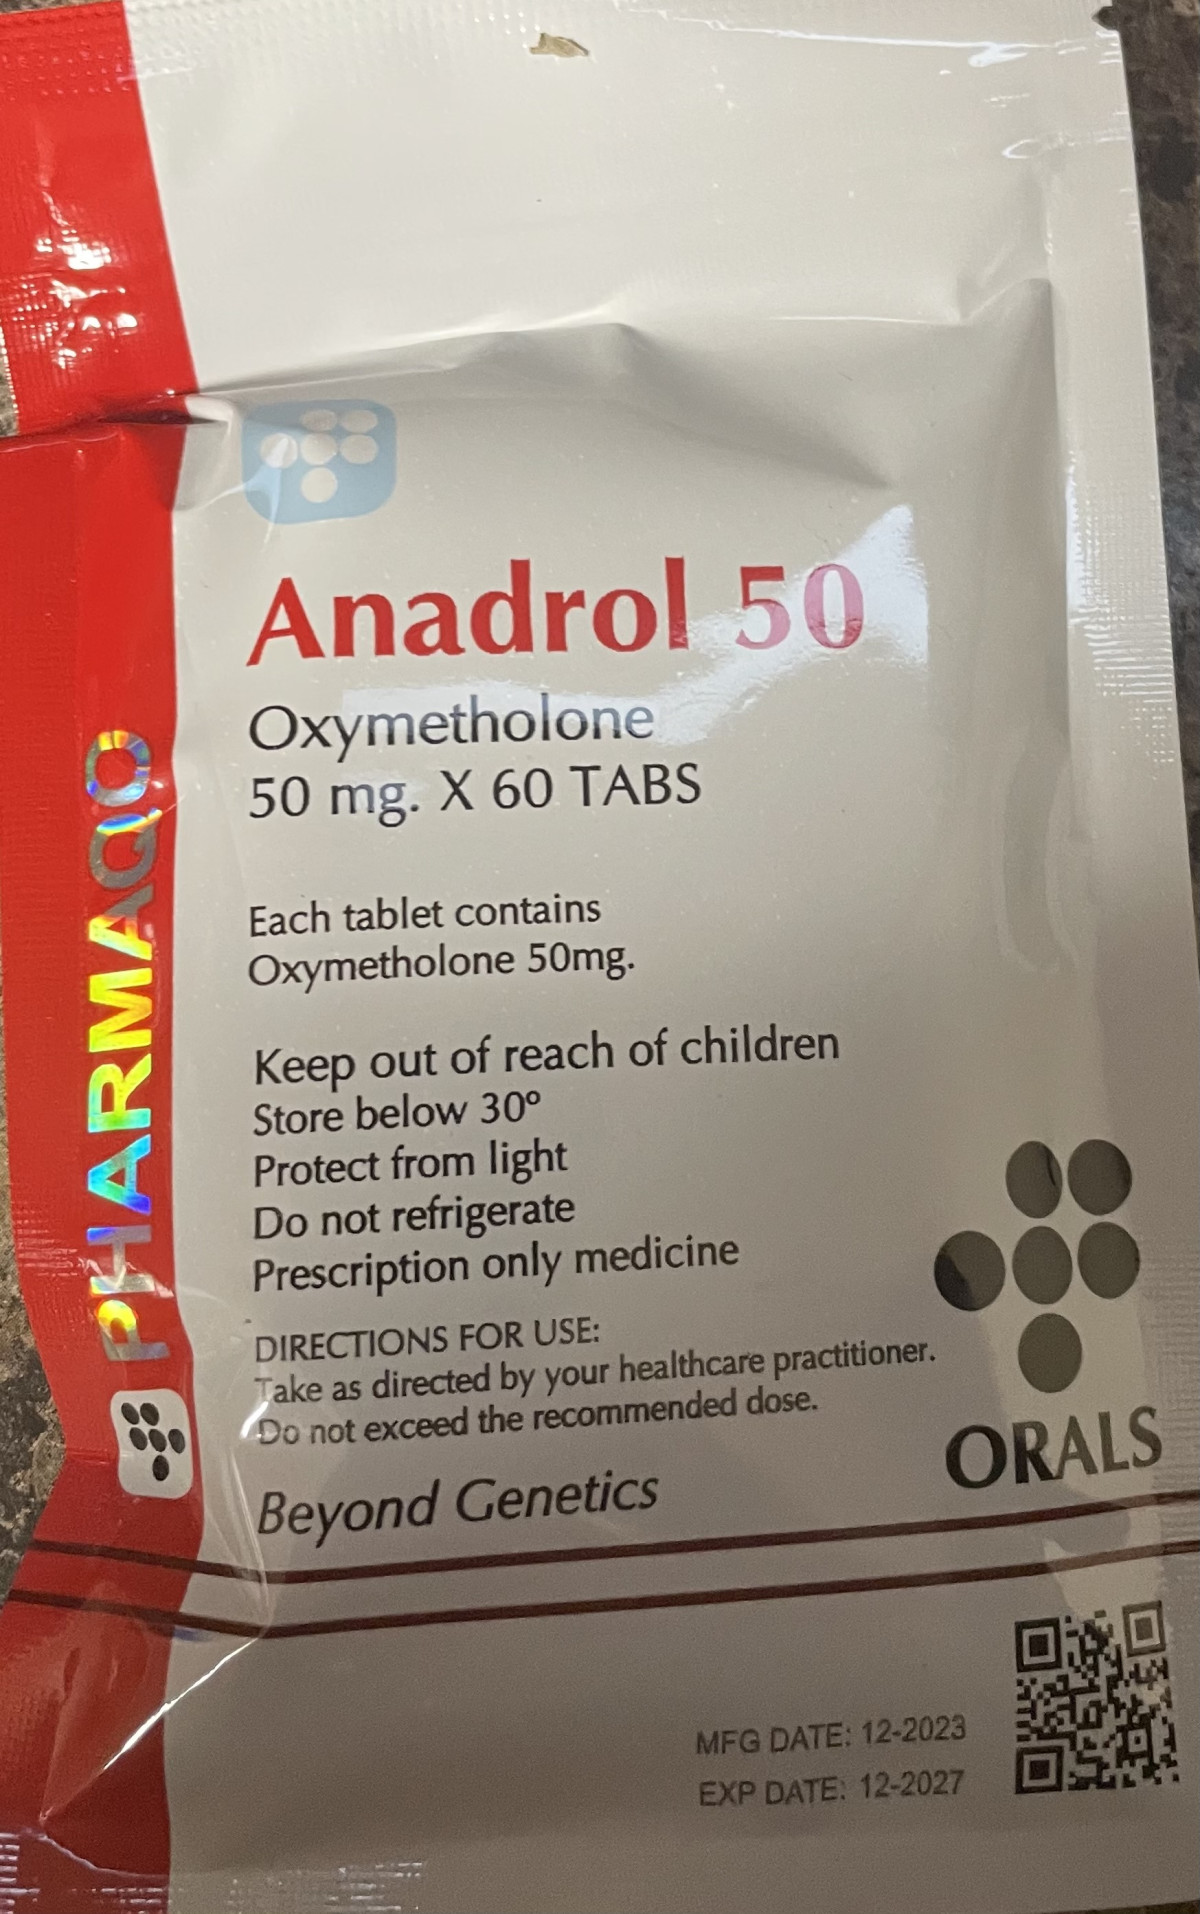 PHARMAQO
Anadrol 50
Oxymetholone
50 mg. X 60 TABS
Each tablet contains
Oxymetholone 50mg.
Keep out of reach of children
Store below 30º
Protect from light
Do not refrigerate
Prescription only medicine
DIRECTIONS FOR USE:
Take as directed by your healthcare practitioner.
Do not exceed the recommended dose.
Beyond Genetics
ORALS
MFG DATE: 12-2023
EXP DATE: 12-2027